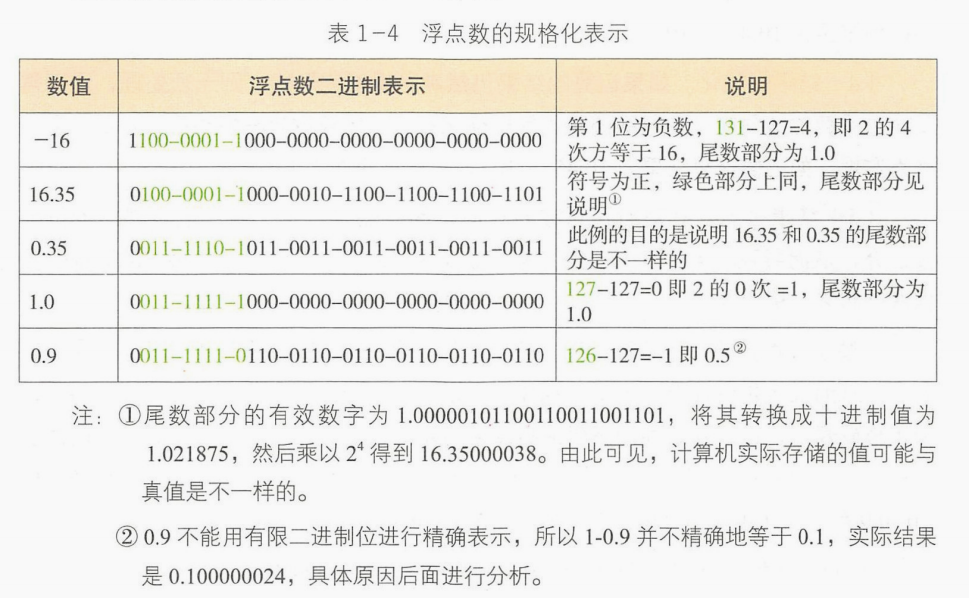 表 1-4 浮点数的规格化表示
数值 浮点数二进制表示 说明
-16 1100-0001-1000-0000-0000-0000-0000-0000 第 1 位为负数，131-127=4，即 2 的 4
次方等于 16，尾数部分为 1.0
16.35 0100-0001-1000-0010-1100-1100-1100-1101 符号为正，绿色部分上同，尾数部分见
说明①
0.35 0011-1110-1011-0011-0011-0011-0011-0011 此例的目的是说明 16.35 和 0.35 的尾数部
分是不一样的
1.0 0011-1111-1000-0000-0000-0000-0000-0000 127-127=0 即 2 的 0 次 =1，尾数部分为
1.0
0.9 0011-1111-0110-0110-0110-0110-0110-0110 126-127=-1 即 0.5②
注：①尾数部分的有效数字为 1.00000101100110011001101，将其转换成十进制值为
1.021875，然后乘以 2⁴ 得到 16.35000038。由此可见，计算机实际存储的值可能与
真值是不一样的。
② 0.9 不能用有限二进制位进行精确表示，所以 1-0.9 并不精确地等于 0.1，实际结果
是 0.100000024，具体原因后面进行分析。